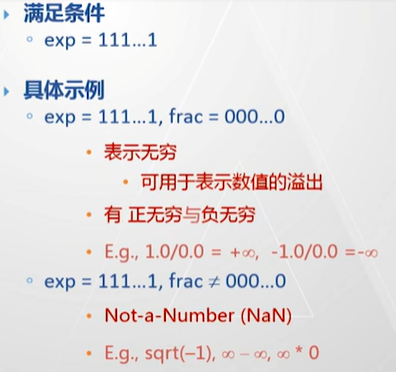 满足条件
exp = 111…1
具体示例
exp = 111…1, frac = 000…0
表示无穷
可用于表示数值的溢出
有 正无穷与负无穷
E.g., 1.0/0.0 = +∞, -1.0/0.0 =-∞
exp = 111…1, frac ≠ 000…0
Not-a-Number (NaN)
E.g., sqrt(–1), ∞ − ∞, ∞ * 0